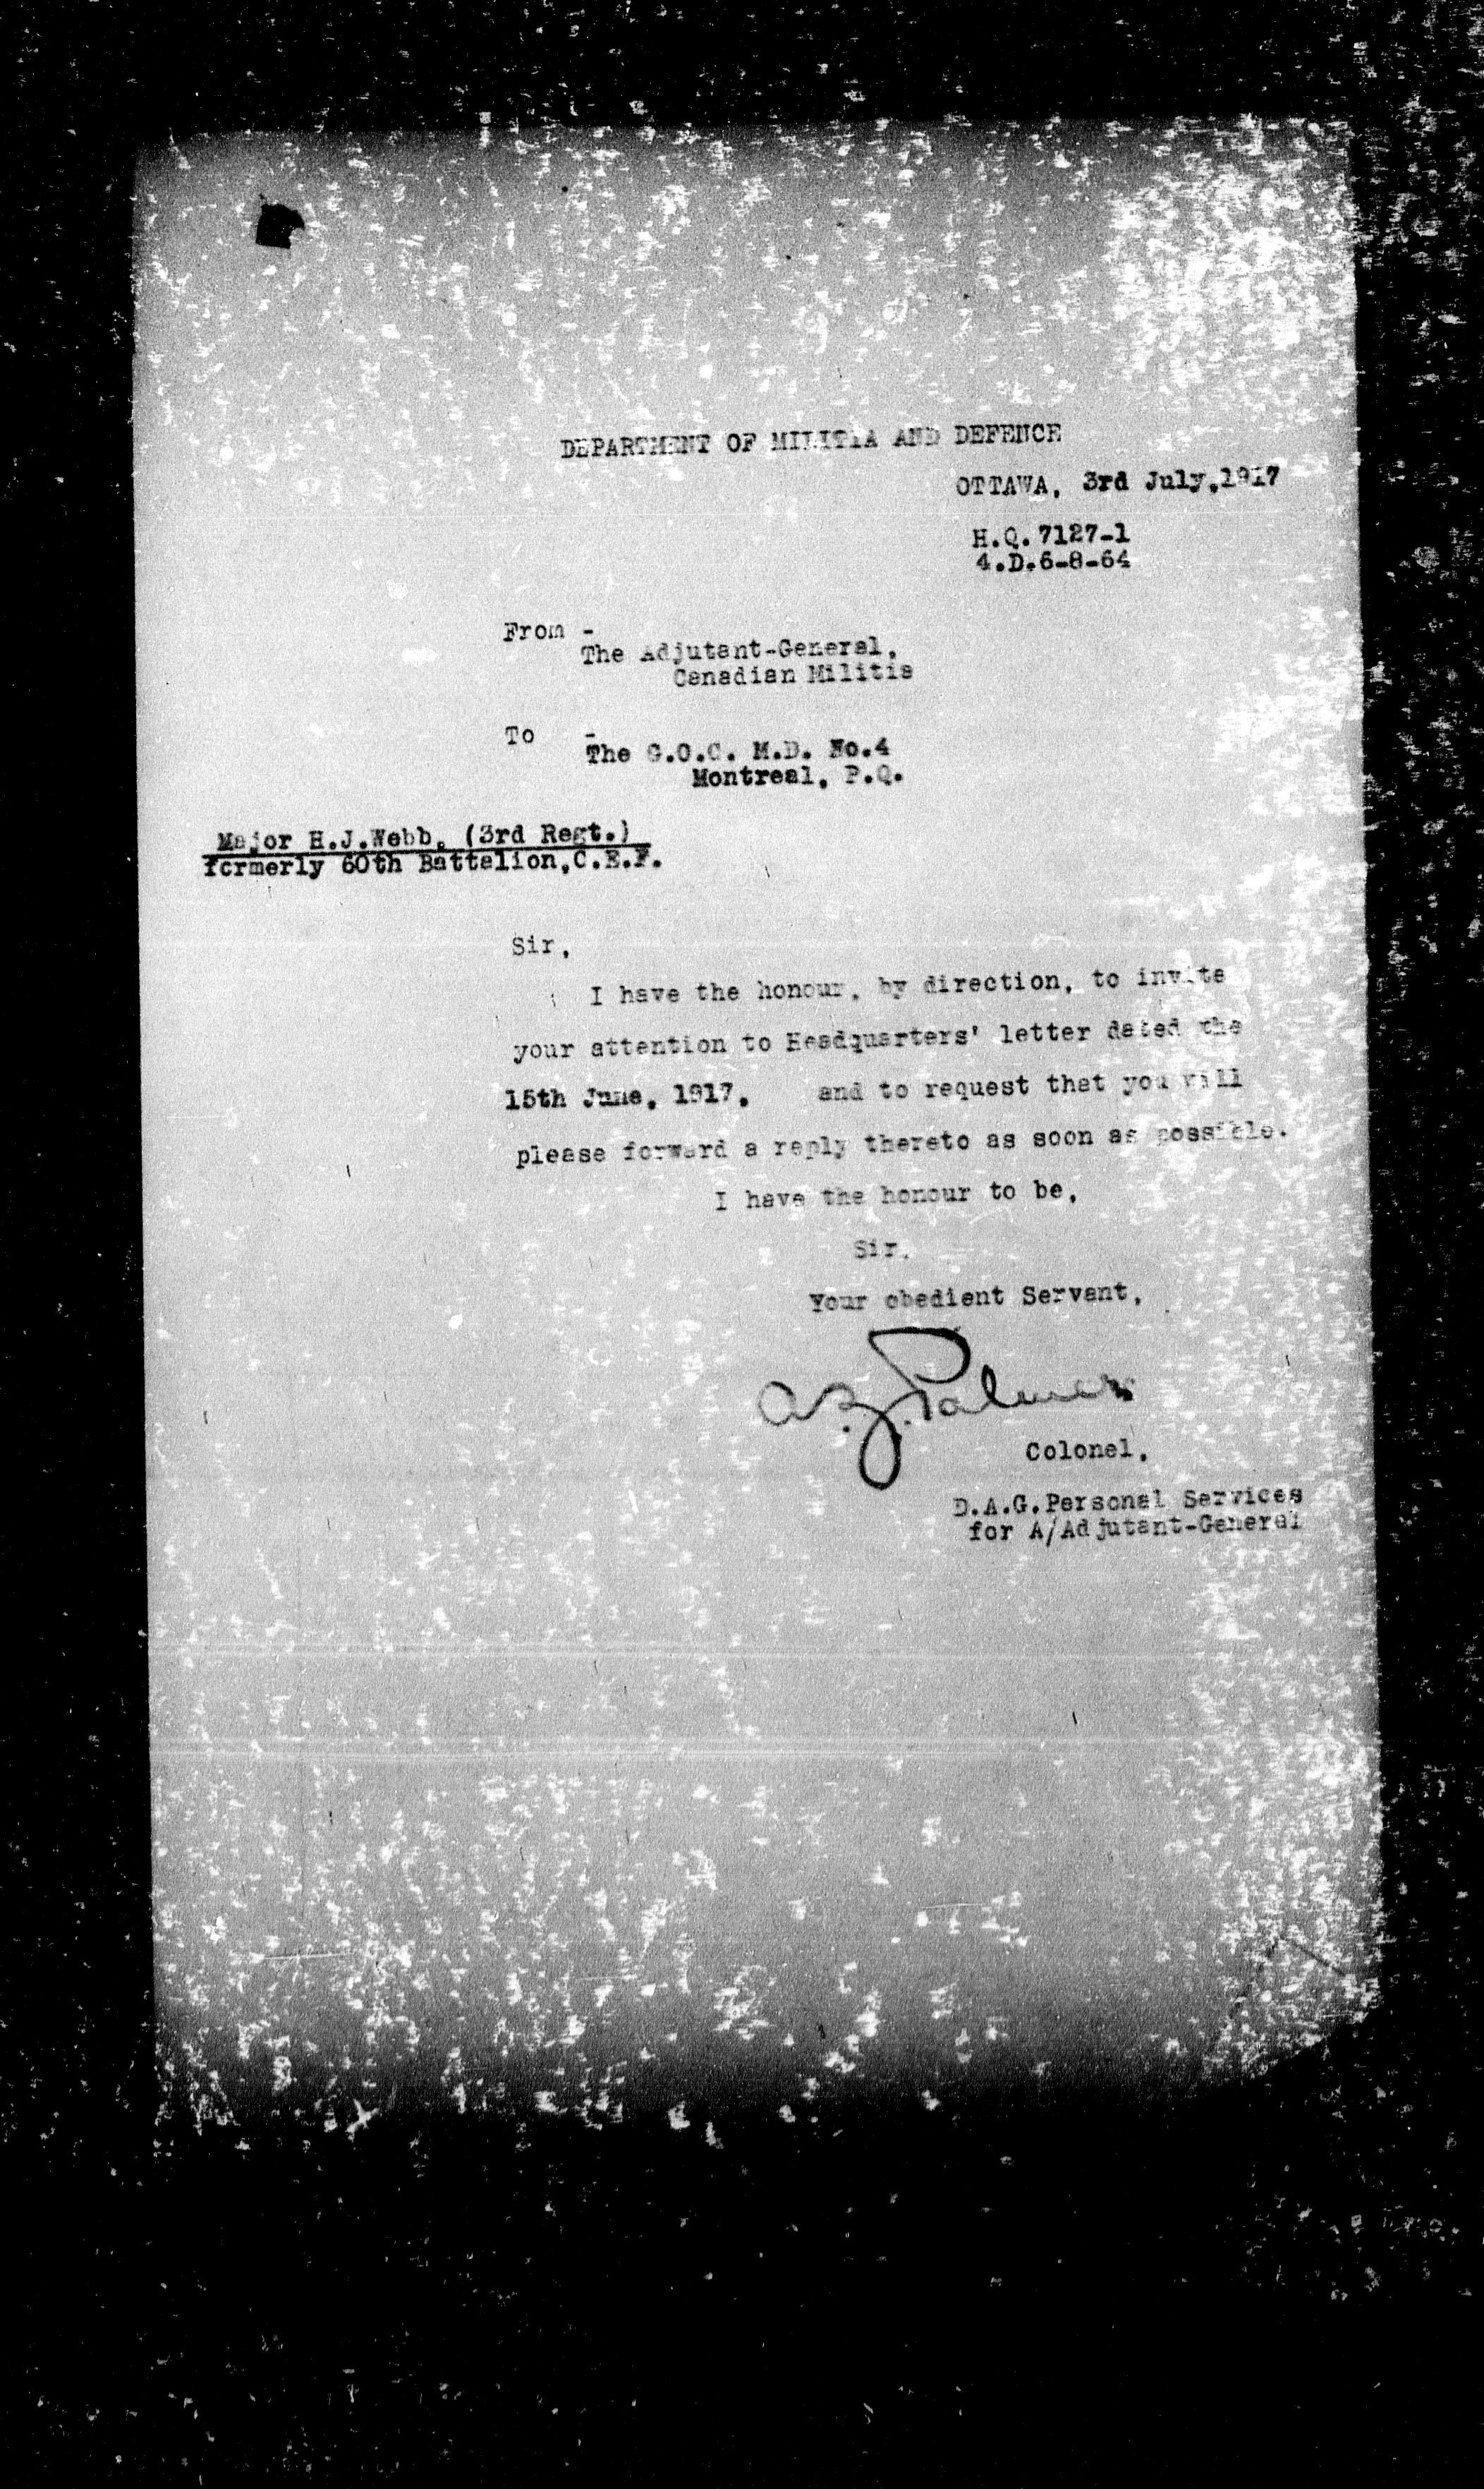 DEPARTMENT OF MILITIA AND DEFENCE
OTTAWA, 3rd July,1917
H.Q. 7127-1
4.D.6-8-64
From -
The Adjutant-General,
Canadian Militia
To -
The G.O.C. M.D. No.4
Montreal, P.Q.
Major H.J.Webb, (3rd Regt.)
formerly 60th Battalion,C.E.F.
Sir,
I have the honour, by direction, to invite
your attention to Headquarters' letter dated the
15th June, 1917, and to request that you will
please forward a reply thereto as soon as possible.
I have the honour to be,
Sir,
Your obedient Servant,
Palmer
Colonel,
D.A.G.Personal Services
for A/Adjutant-General